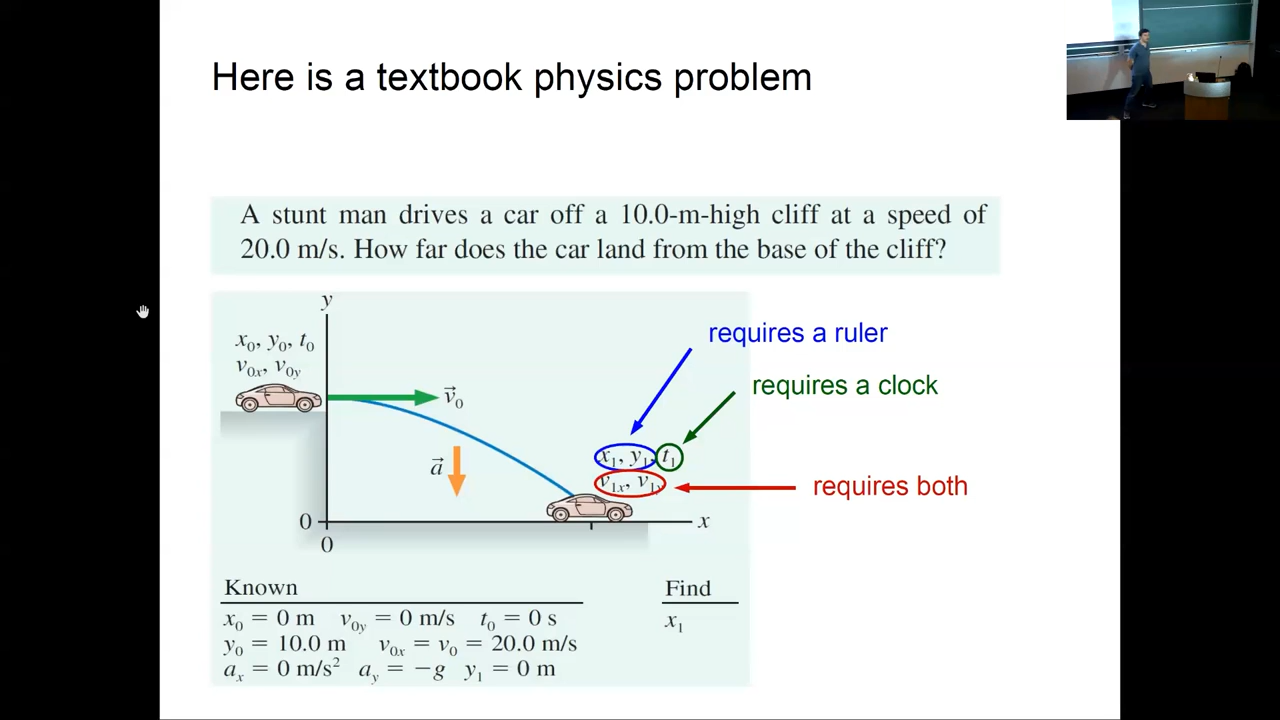 Here is a textbook physics problem
A stunt man drives a car off a 10.0-m-high cliff at a speed of
20.0 m/s. How far does the car land from the base of the cliff?
y
x₀, y₀, t₀
v₀ₓ, v₀y
v⃗₀
a⃗
0
0
x
x₁, y₁, t₁
v₁ₓ, v₁y
requires a ruler
requires a clock
requires both
Known
x₀ = 0 m v₀y = 0 m/s t₀ = 0 s
y₀ = 10.0 m v₀ₓ = v₀ = 20.0 m/s
aₓ = 0 m/s² ay = −g y₁ = 0 m
Find
x₁